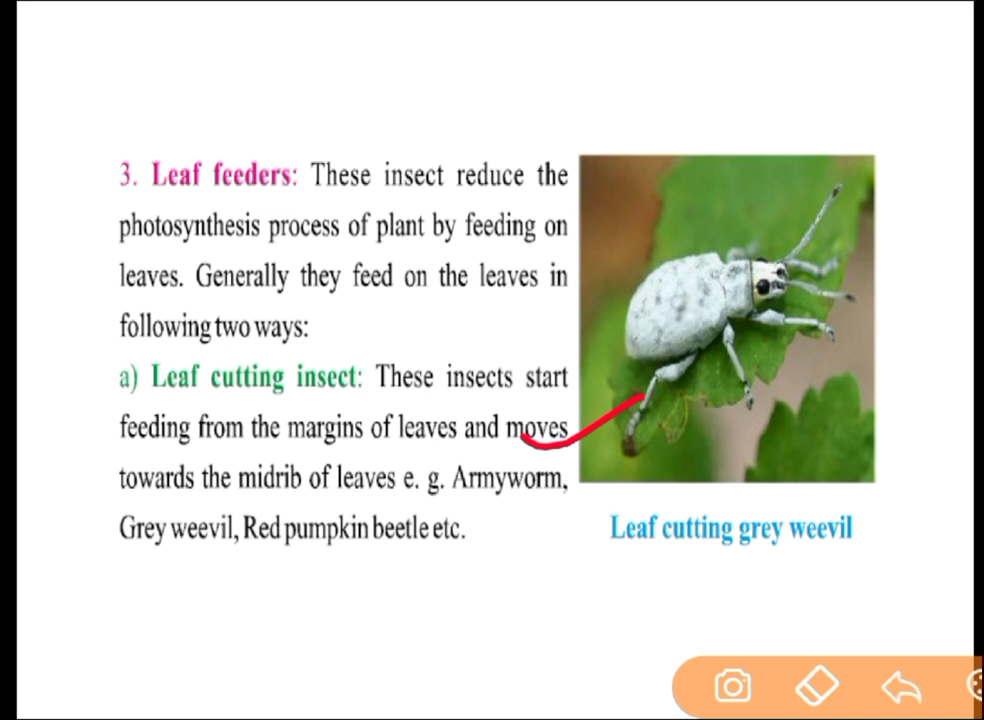 3. Leaf feeders: These insect reduce the
photosynthesis process of plant by feeding on
leaves. Generally they feed on the leaves in
following two ways:
a) Leaf cutting insect: These insects start
feeding from the margins of leaves and moves
towards the midrib of leaves e. g. Armyworm,
Grey weevil, Red pumpkin beetle etc.
Leaf cutting grey weevil